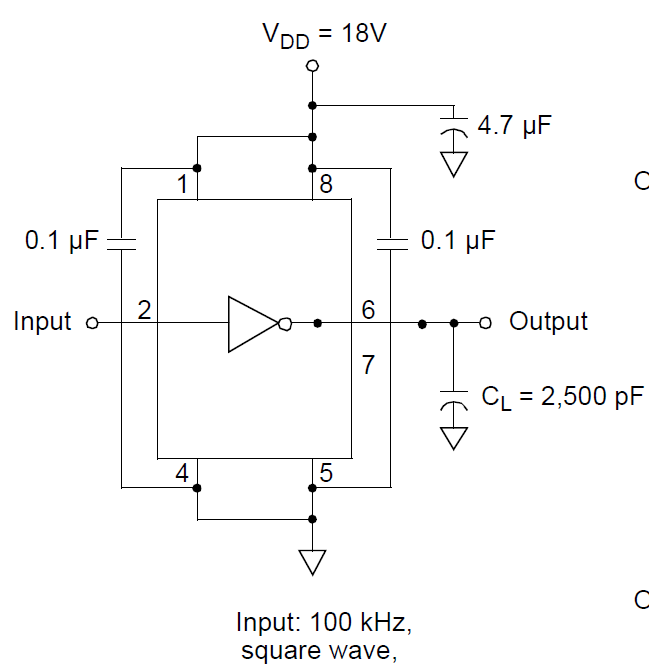 VDD = 18V
4.7 µF
1
8
0.1 µF
0.1 µF
Input
2
6
Output
7
CL = 2,500 pF
4
5
Input: 100 kHz,
square wave,